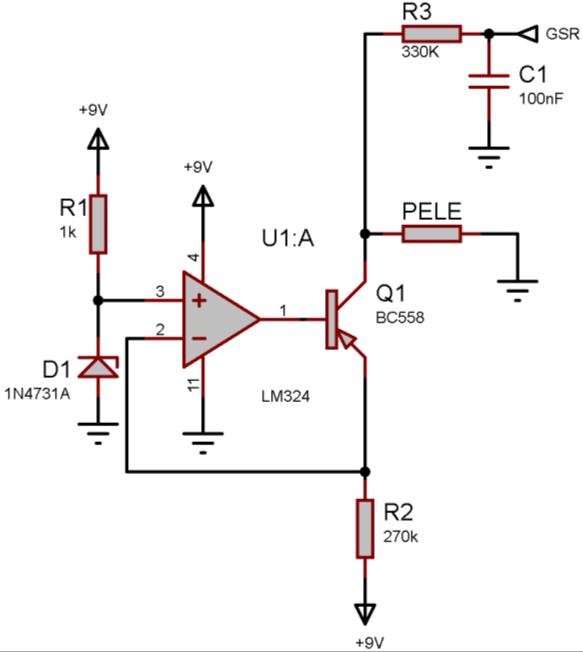 R3
330K
GSR
C1
100nF
+9V
+9V
R1
1k
PELE
U1:A
4
3
2
1
11
Q1
BC558
D1
1N4731A
LM324
R2
270k
+9V